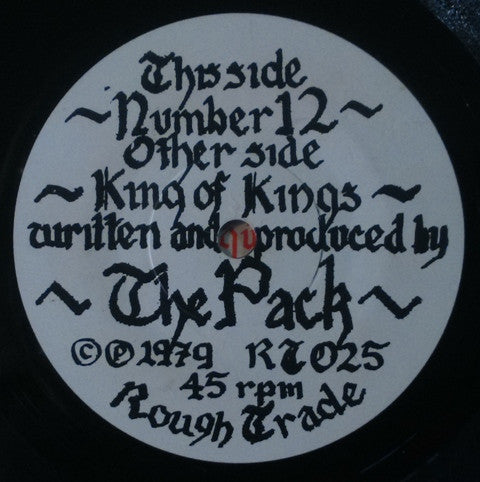 This side
~ Number 12 ~
Other side
~ King of Kings ~
written and produced by
~ The Pack ~
© ℗ 1979 RT025
45 rpm
Rough Trade